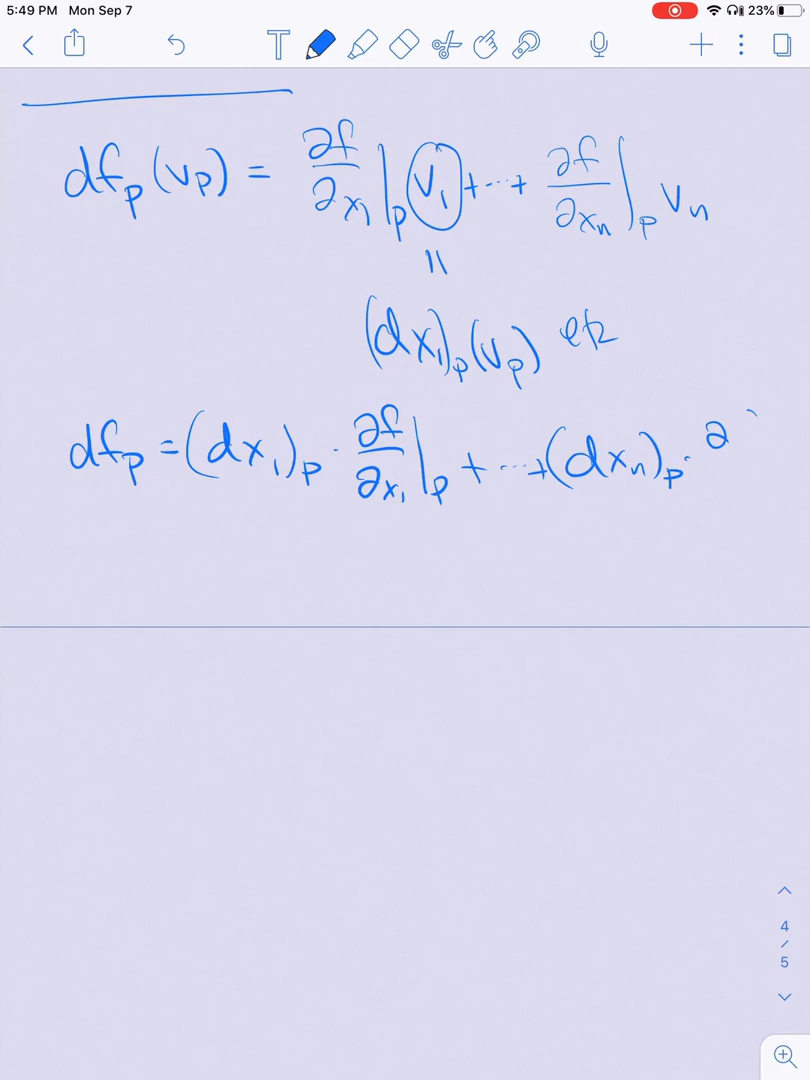 5:49 PM Mon Sep 7 23%
df_p(v_p) = ∂f/∂x_1|_p v_1 + ⋯ + ∂f/∂x_n|_p v_n
=
(dx_1)_p(v_p) etc
df_p = (dx_1)_p · ∂f/∂x_1|_p + ⋯ + (dx_n)_p · ∂
4
/
5